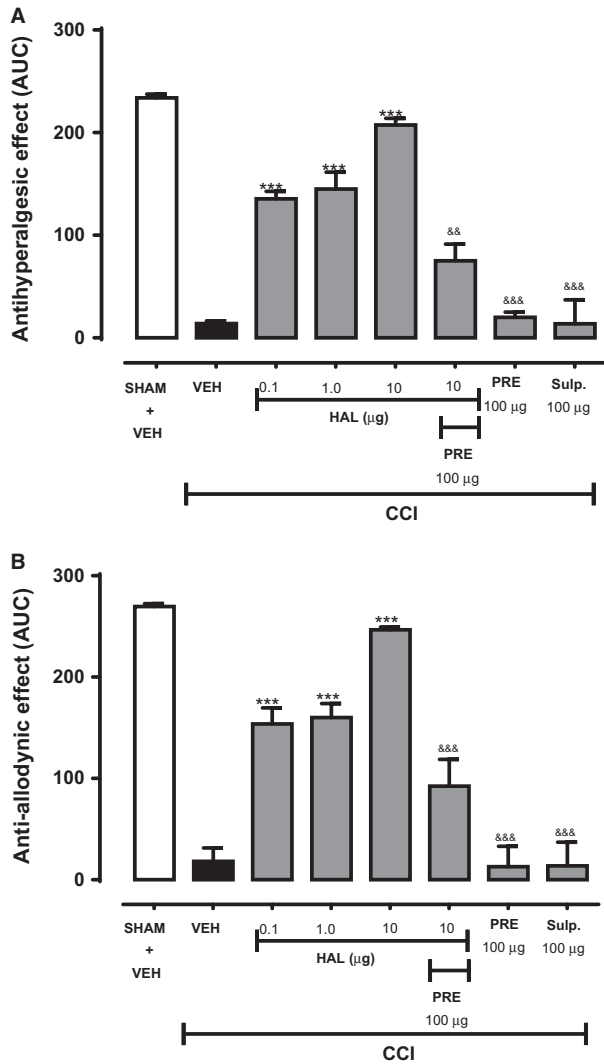 A
Antihyperalgesic effect (AUC)
300
200
100
0
***
***
***
&&
&&&
&&&
SHAM
+
VEH
VEH
0.1
1.0
10
10
HAL (µg)
PRE
100 µg
PRE
100 µg
Sulp.
100 µg
CCI
B
Anti-allodynic effect (AUC)
300
200
100
0
***
***
***
&&&
&&&
&&&
SHAM
+
VEH
VEH
0.1
1.0
10
10
HAL (µg)
PRE
100 µg
PRE
100 µg
Sulp.
100 µg
CCI